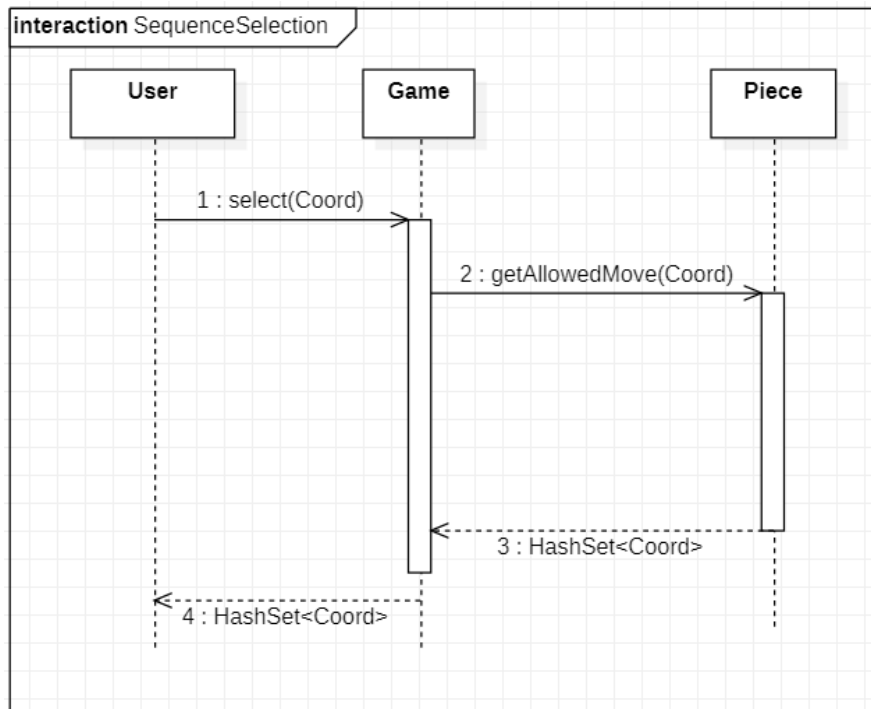 interaction SequenceSelection
User
Game
Piece
1 : select(Coord)
2 : getAllowedMove(Coord)
3 : HashSet<Coord>
4 : HashSet<Coord>